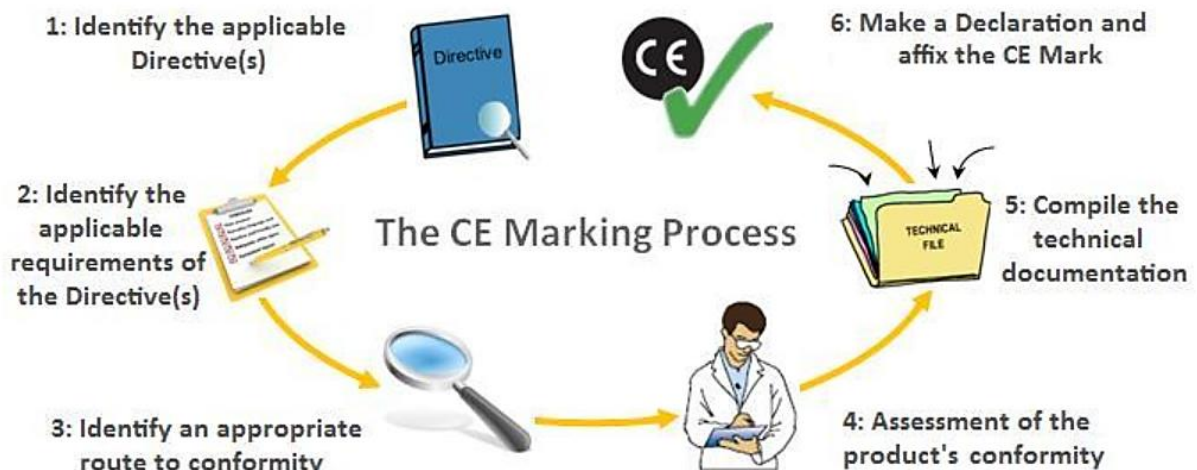 1: Identify the applicable
Directive(s)
Directive
CE
6: Make a Declaration and
affix the CE Mark
2: Identify the
applicable
requirements of
the Directive(s)
The CE Marking Process
TECHNICAL
FILE
5: Compile the
technical
documentation
3: Identify an appropriate
route to conformity
4: Assessment of the
product's conformity